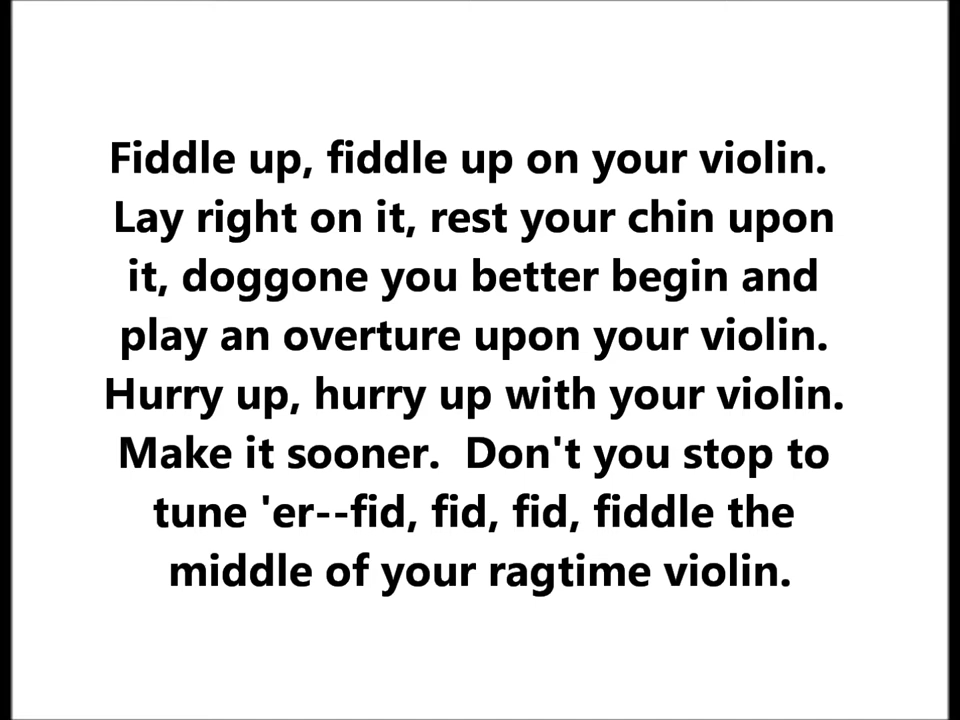 Fiddle up, fiddle up on your violin.
Lay right on it, rest your chin upon
it, doggone you better begin and
play an overture upon your violin.
Hurry up, hurry up with your violin.
Make it sooner.  Don't you stop to
tune 'er--fid, fid, fid, fiddle the
middle of your ragtime violin.